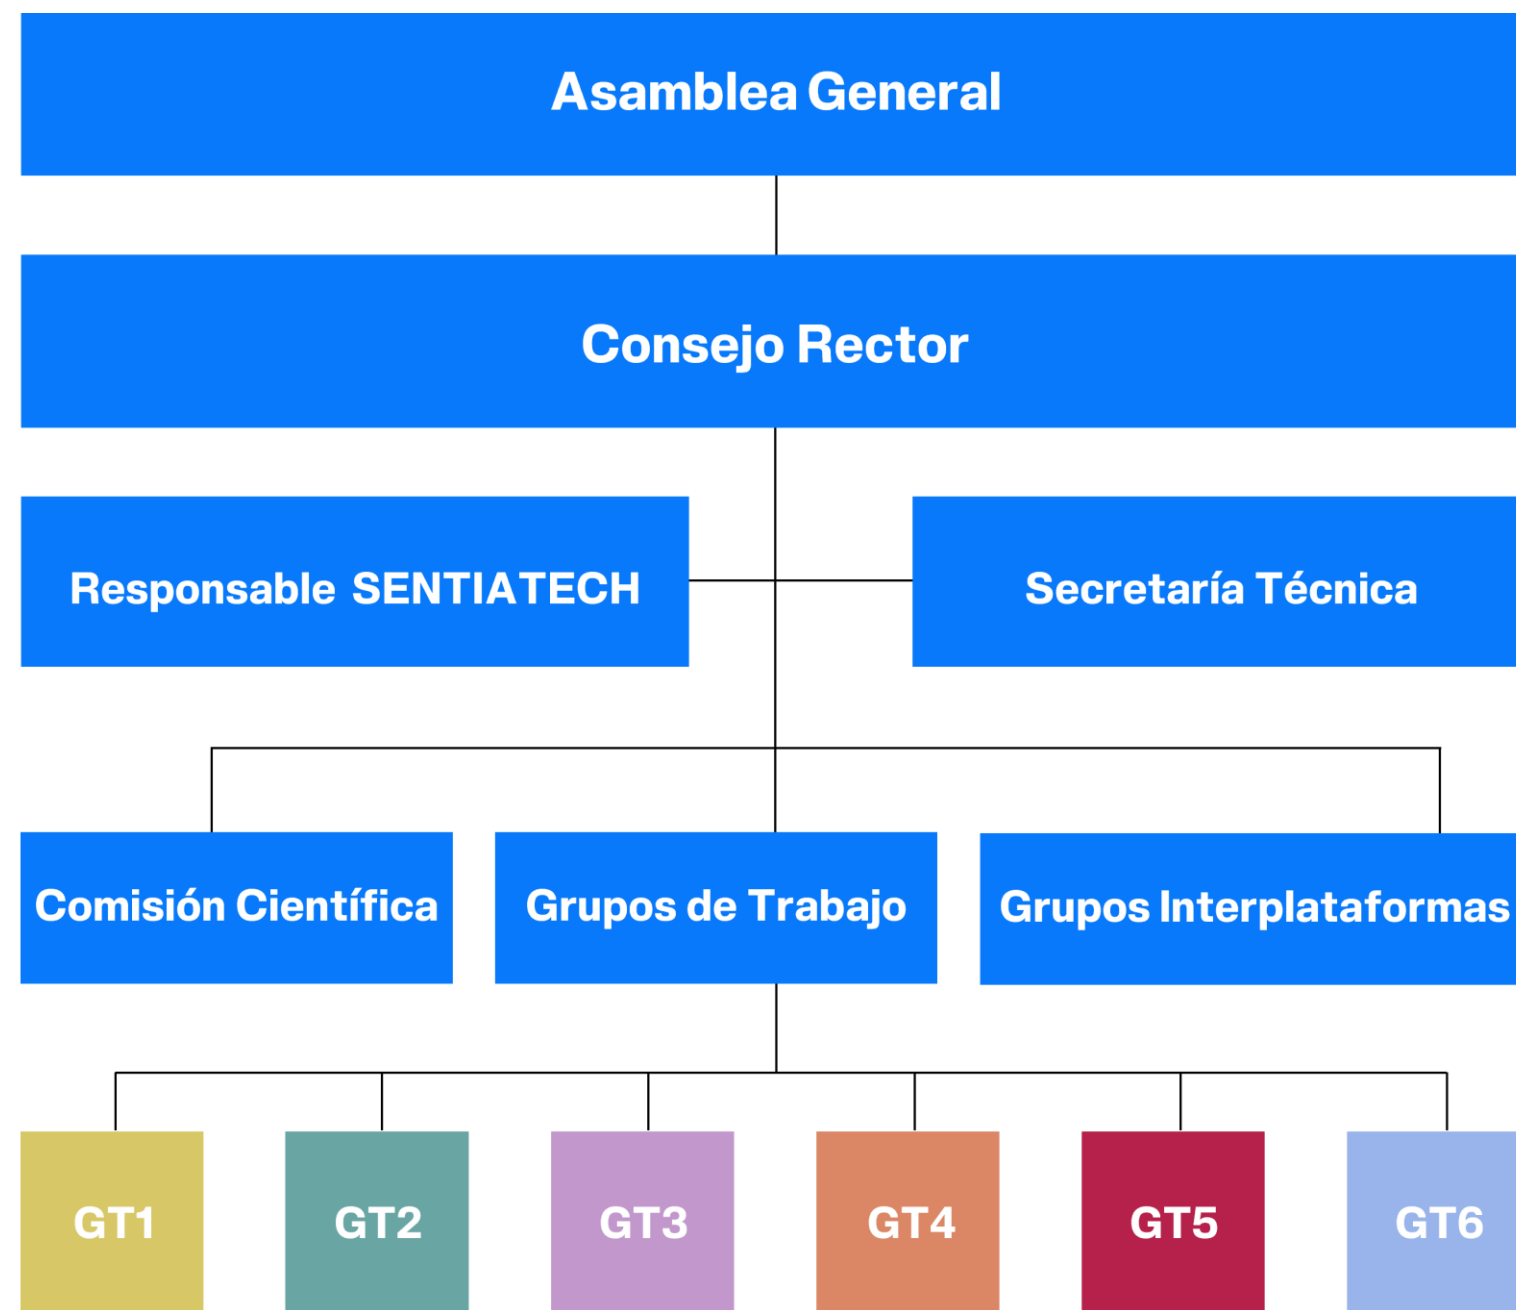 Asamblea General
Consejo Rector
Responsable SENTIATECH
Secretaría Técnica
Comisión Científica
Grupos de Trabajo
Grupos Interplataformas
GT1
GT2
GT3
GT4
GT5
GT6